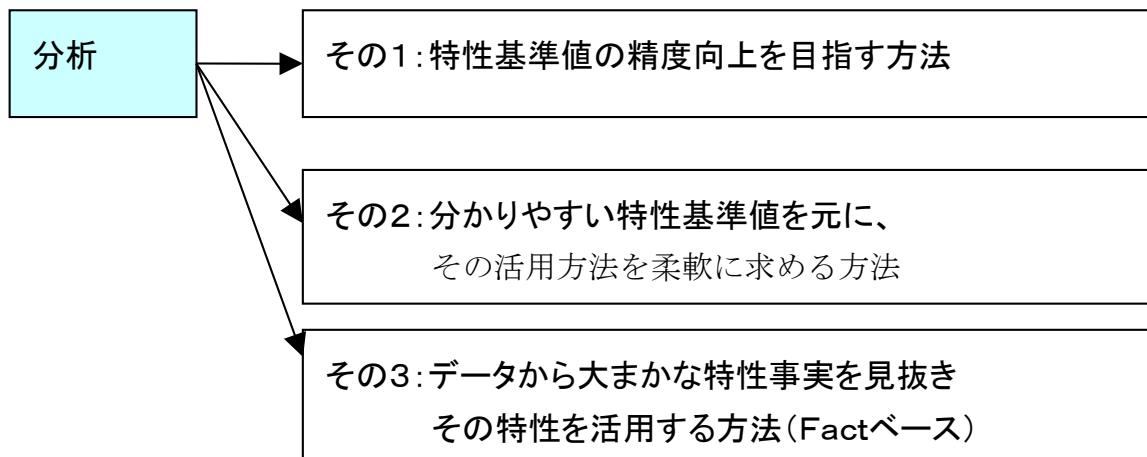 分析
その１：特性基準値の精度向上を目指す方法
その２：分かりやすい特性基準値を元に、
その活用方法を柔軟に求める方法
その３：データから大まかな特性事実を見抜き
その特性を活用する方法（Factベース）